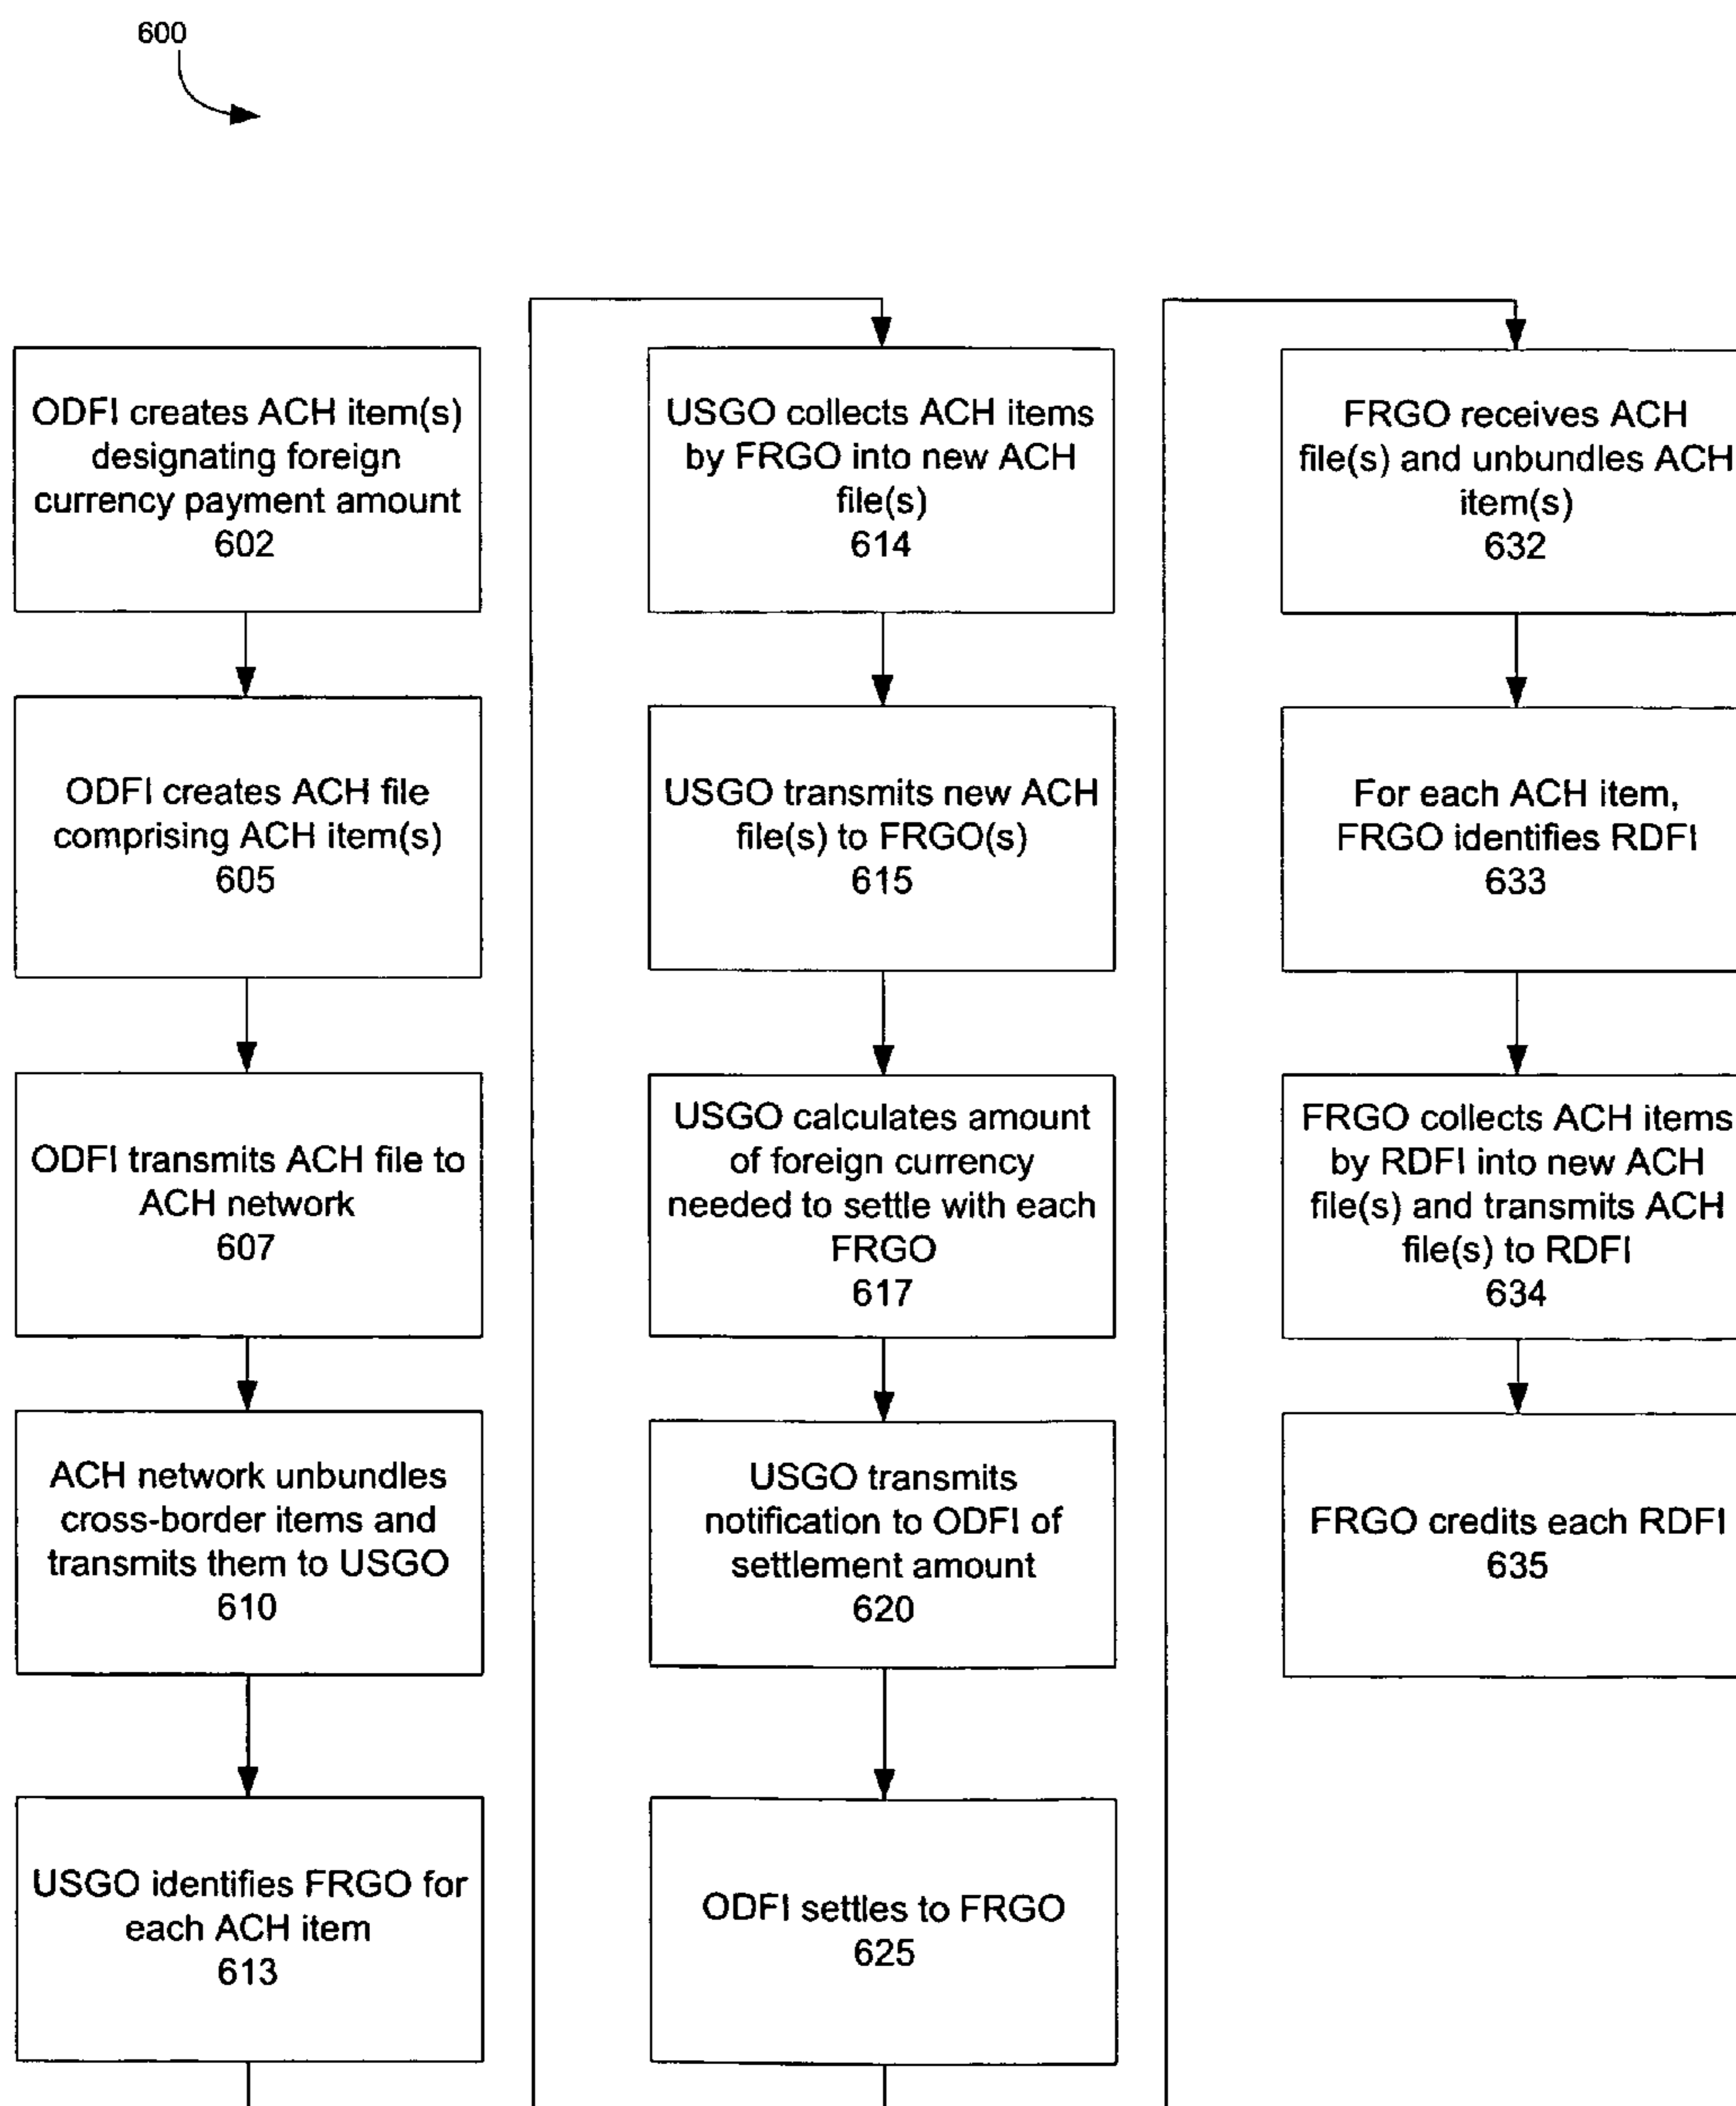 600
ODFI creates ACH item(s)
designating foreign
currency payment amount
602
ODFI creates ACH file
comprising ACH item(s)
605
ODFI transmits ACH file to
ACH network
607
ACH network unbundles
cross-border items and
transmits them to USGO
610
USGO identifies FRGO for
each ACH item
613
USGO collects ACH items
by FRGO into new ACH
file(s)
614
USGO transmits new ACH
file(s) to FRGO(s)
615
USGO calculates amount
of foreign currency
needed to settle with each
FRGO
617
USGO transmits
notification to ODFI of
settlement amount
620
ODFI settles to FRGO
625
FRGO receives ACH
file(s) and unbundles ACH
item(s)
632
For each ACH item,
FRGO identifies RDFI
633
FRGO collects ACH items
by RDFI into new ACH
file(s) and transmits ACH
file(s) to RDFI
634
FRGO credits each RDFI
635